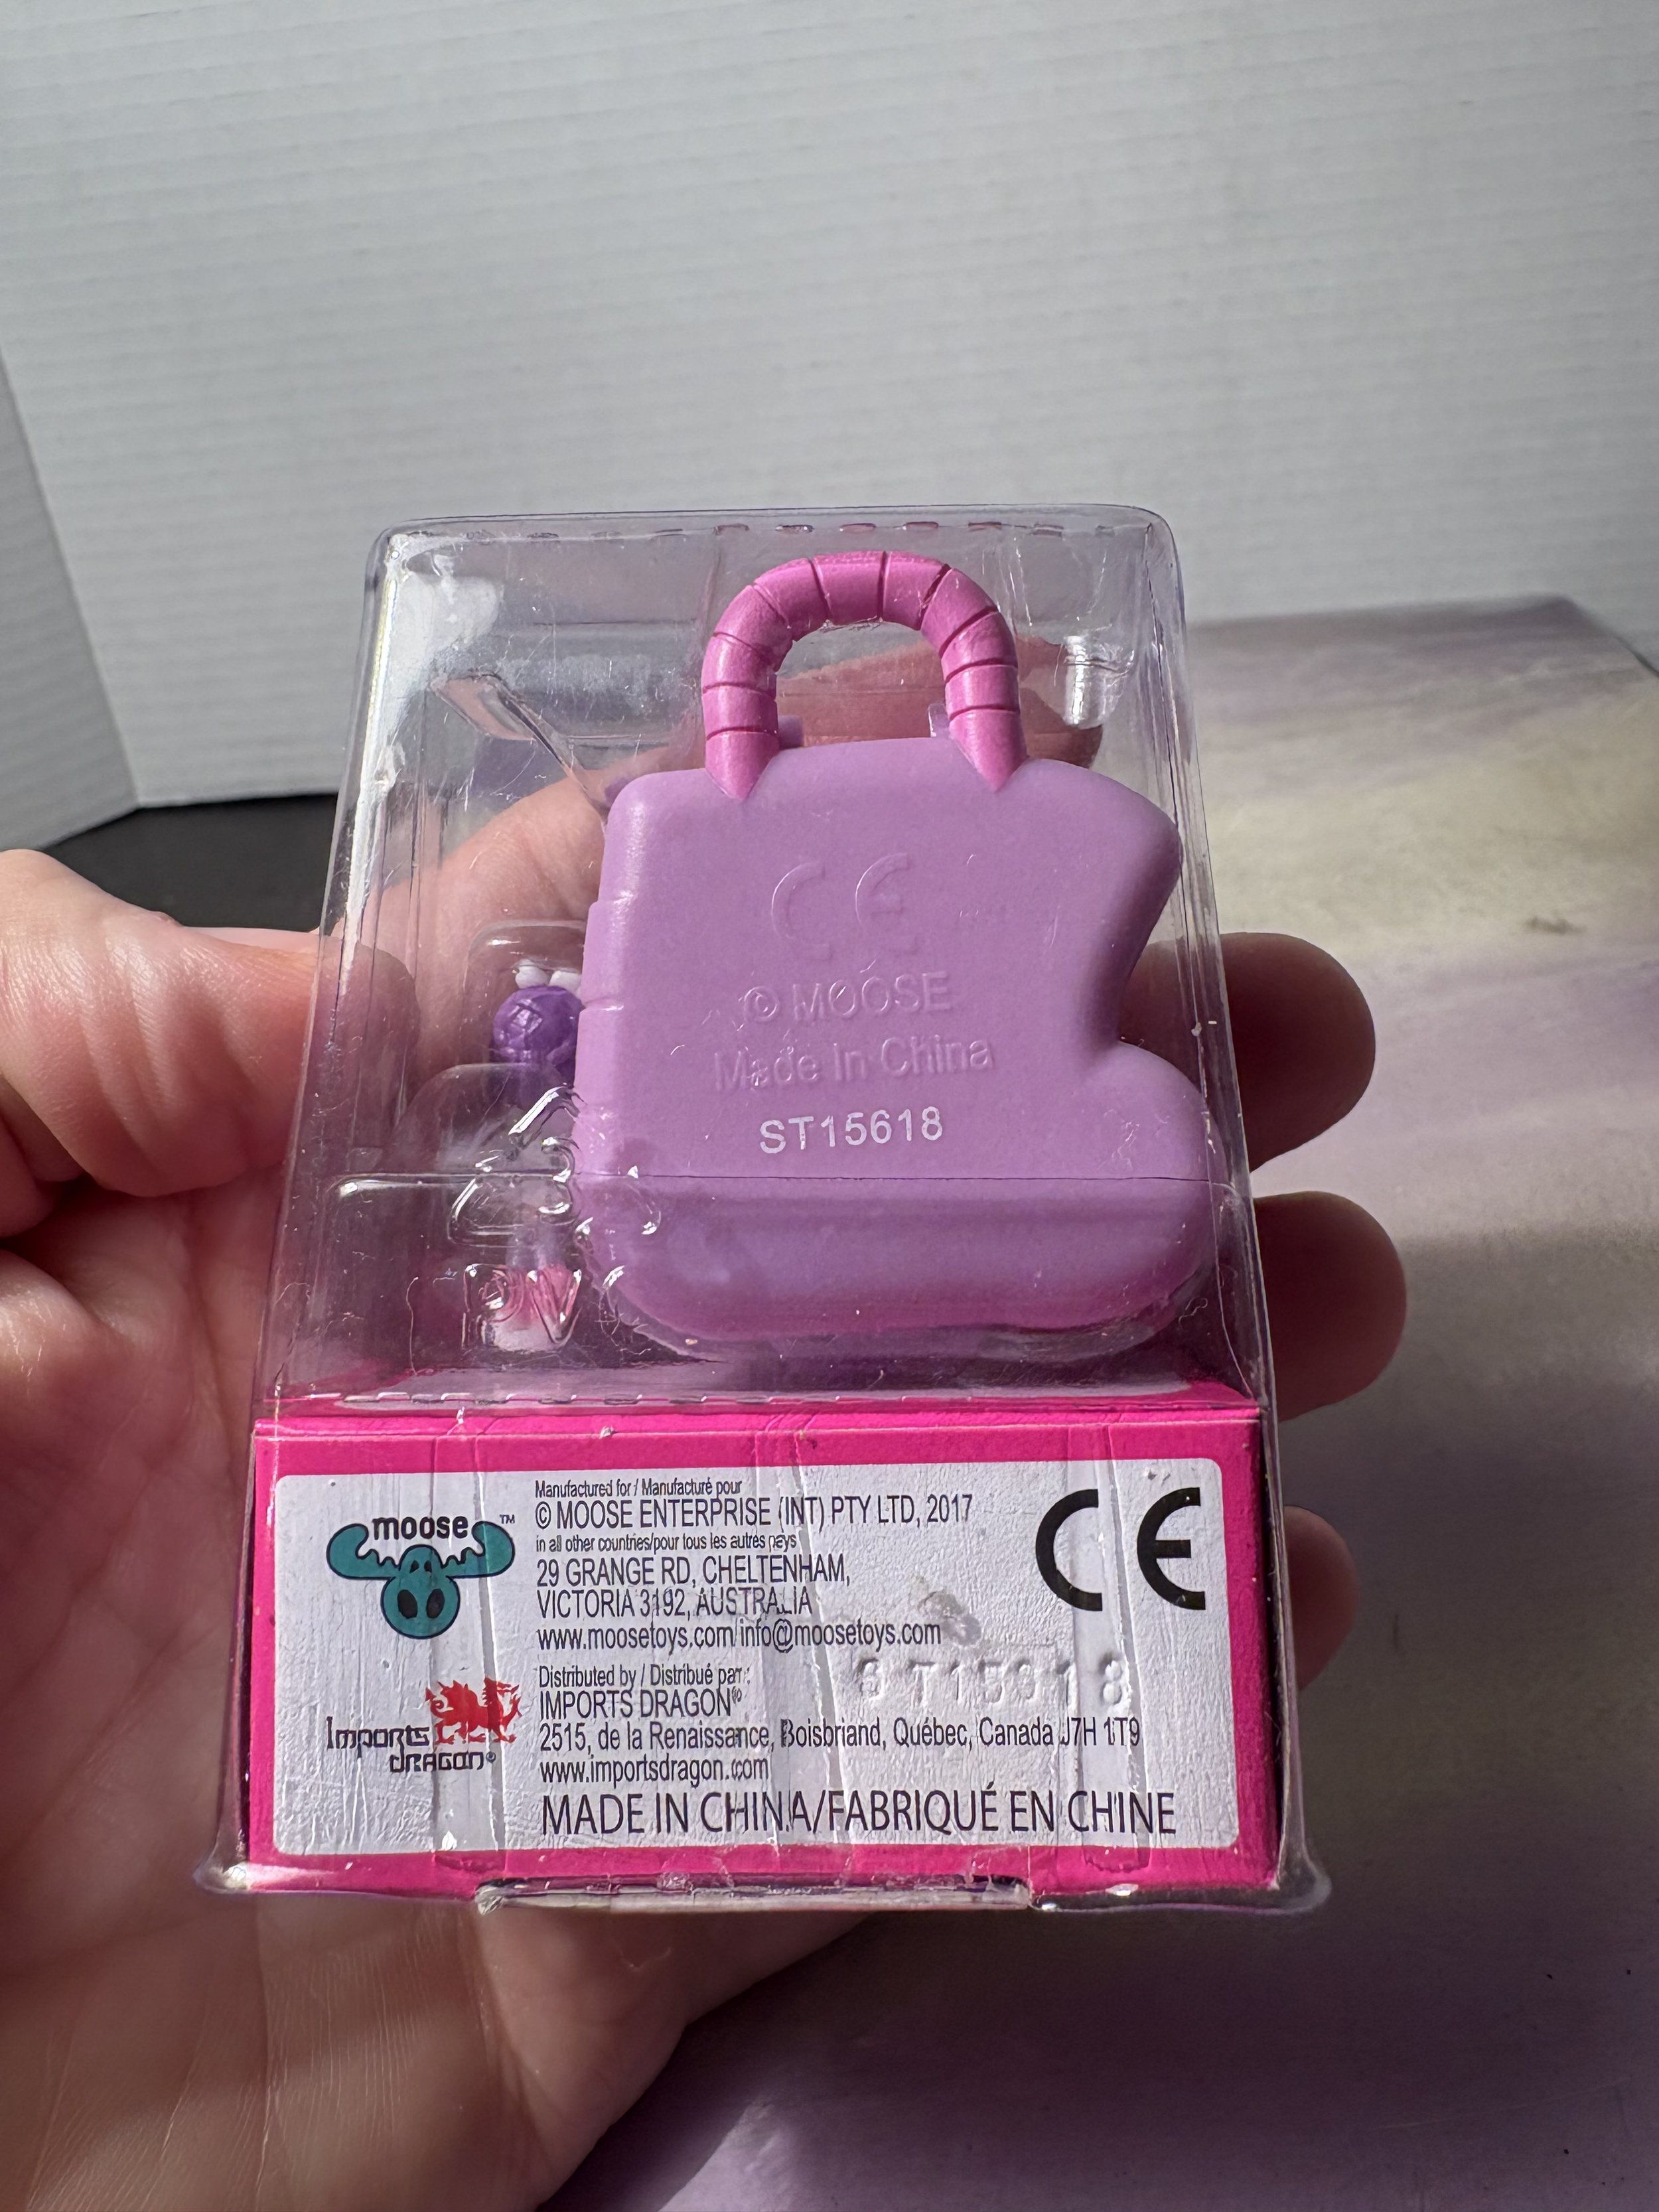 CE
© MOOSE
Made in China
ST15618
moose™
Manufactured for / Manufacturé pour
© MOOSE ENTERPRISE (INT) PTY LTD, 2017
in all other countries/pour tous les autres pays
29 GRANGE RD, CHELTENHAM,
VICTORIA 3192, AUSTRALIA
www.moosetoys.com/info@moosetoys.com
CE
Imports
DRAGON®
Distributed by / Distribué par:
IMPORTS DRAGON®
2515, de la Renaissance, Boisbriand, Québec, Canada J7H 1T9
www.importsdragon.com
MADE IN CHINA/FABRIQUÉ EN CHINE